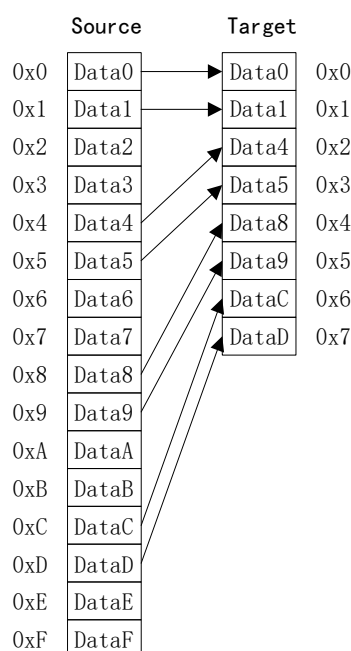 Source Target
0x0 Data0 Data0 0x0
0x1 Data1 Data1 0x1
0x2 Data2 Data4 0x2
0x3 Data3 Data5 0x3
0x4 Data4 Data8 0x4
0x5 Data5 Data9 0x5
0x6 Data6 DataC 0x6
0x7 Data7 DataD 0x7
0x8 Data8
0x9 Data9
0xA DataA
0xB DataB
0xC DataC
0xD DataD
0xE DataE
0xF DataF